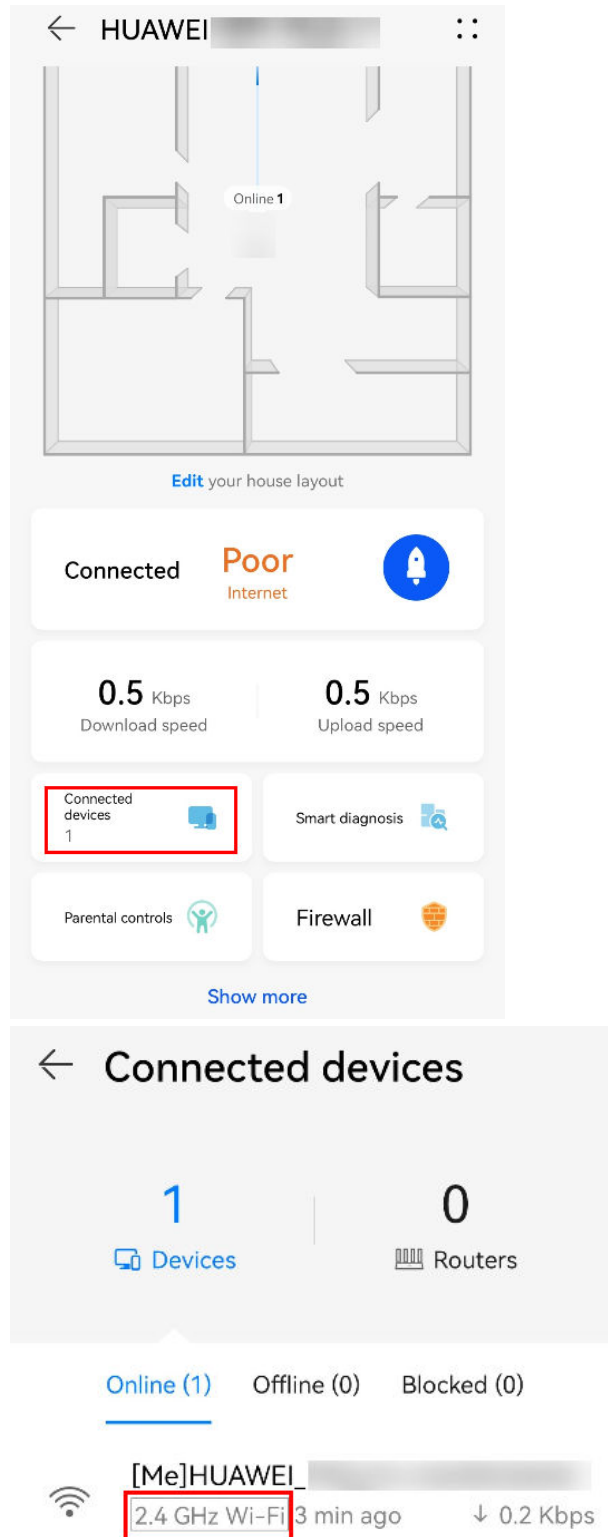 HUAWEI
Online 1
Edit your house layout
Connected
Poor
Internet
0.5 Kbps
Download speed
0.5 Kbps
Upload speed
Connected
devices
1
Smart diagnosis
Parental controls
Firewall
Show more
Connected devices
1
Devices
0
Routers
Online (1) Offline (0) Blocked (0)
[Me]HUAWEI_
2.4 GHz Wi-Fi 3 min ago ↓ 0.2 Kbps